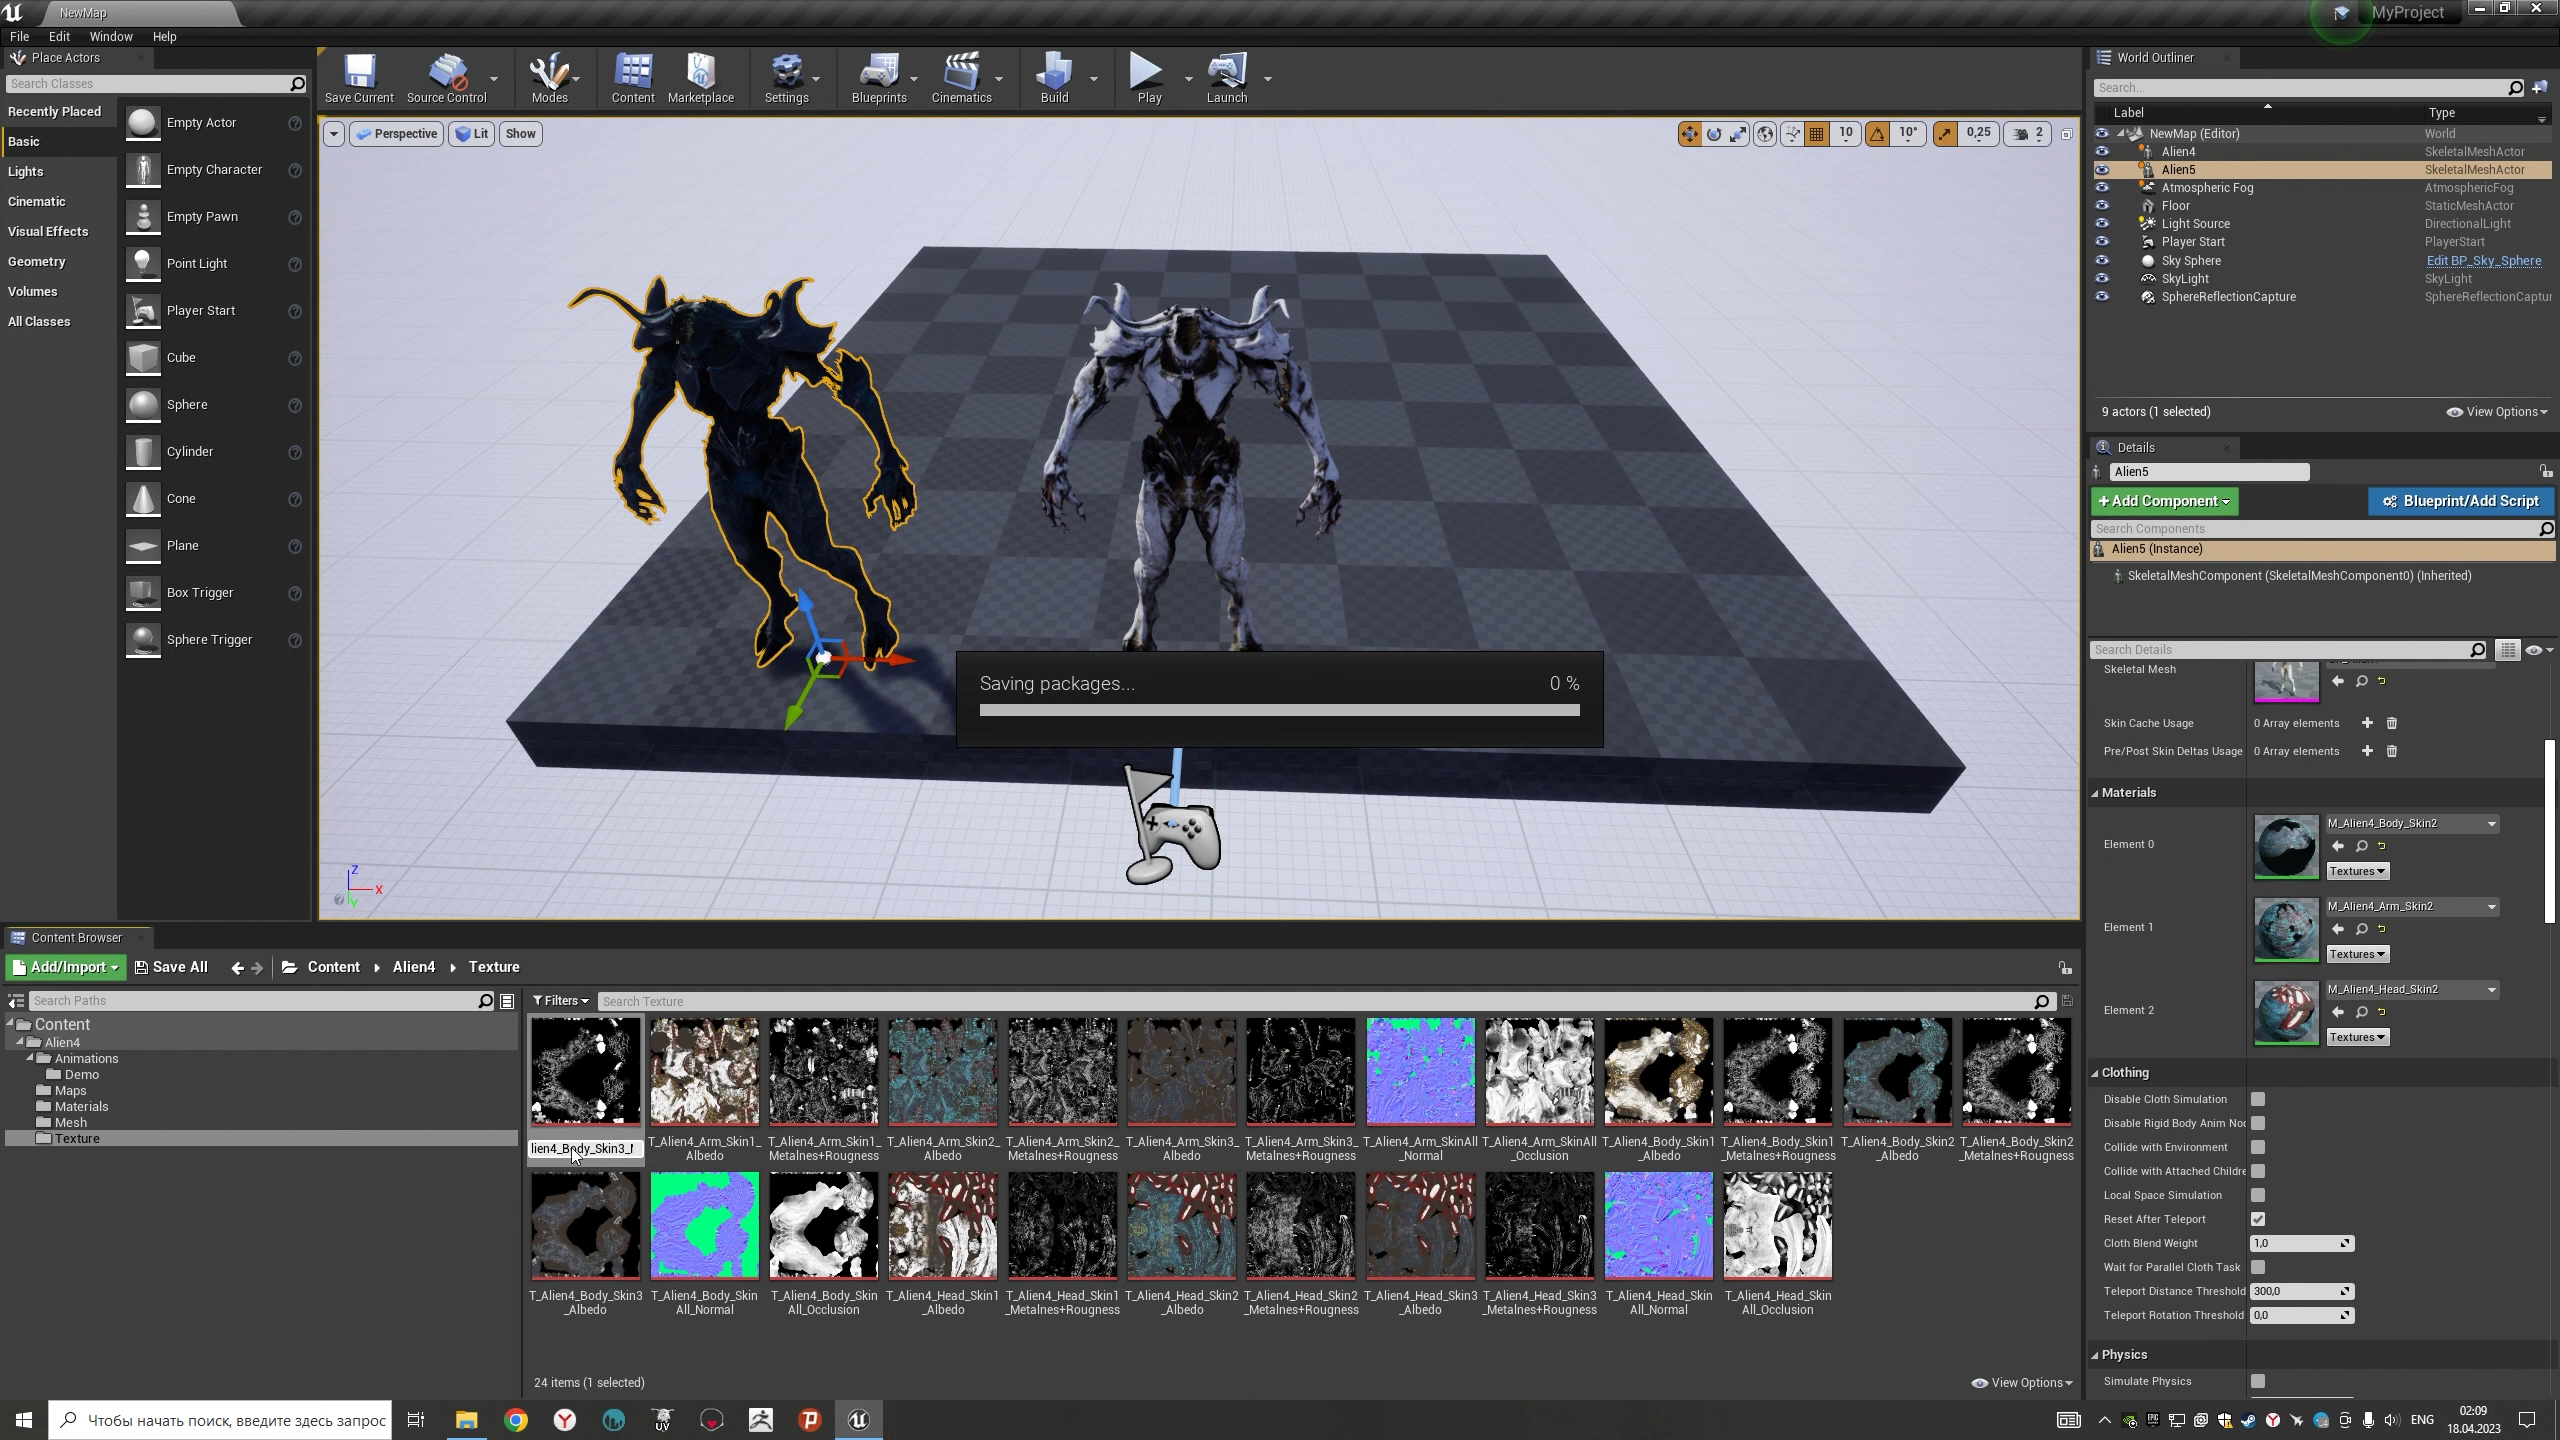 NewMap
MyProject
File
Edit
Window
Help
Place Actors
Search Classes
Recently Placed
Basic
Lights
Cinematic
Visual Effects
Geometry
Volumes
All Classes
Empty Actor
Empty Character
Empty Pawn
Point Light
Player Start
Cube
Sphere
Cylinder
Cone
Plane
Box Trigger
Sphere Trigger
Save Current
Source Control
Modes
Content
Marketplace
Settings
Blueprints
Cinematics
Build
Play
Launch
Perspective
Lit
Show
10
10°
0,25
2
Saving packages...
0 %
Z
X
Y
World Outliner
Search...
Label
Type
NewMap (Editor)
World
Alien4
SkeletalMeshActor
Alien5
SkeletalMeshActor
Atmospheric Fog
AtmosphericFog
Floor
StaticMeshActor
Light Source
DirectionalLight
Player Start
PlayerStart
Sky Sphere
Edit BP_Sky_Sphere
SkyLight
SkyLight
SphereReflectionCapture
SphereReflectionCaptur
9 actors (1 selected)
View Options
Details
Alien5
+Add Component
Blueprint/Add Script
Search Components
Alien5 (Instance)
SkeletalMeshComponent (SkeletalMeshComponent0) (Inherited)
Search Details
Skeletal Mesh
Skin Cache Usage
0 Array elements
Pre/Post Skin Deltas Usage
0 Array elements
Materials
Element 0
M_Alien4_Body_Skin2
Textures
Element 1
M_Alien4_Arm_Skin2
Textures
Element 2
M_Alien4_Head_Skin2
Textures
Clothing
Disable Cloth Simulation
Disable Rigid Body Anim Noc
Collide with Environment
Collide with Attached Childre
Local Space Simulation
Reset After Teleport
Cloth Blend Weight
1,0
Wait for Parallel Cloth Task
Teleport Distance Threshold
300,0
Teleport Rotation Threshold
0,0
Physics
Simulate Physics
Content Browser
Add/Import
Save All
Content
Alien4
Texture
Search Paths
Filters
Search Texture
Content
Alien4
Animations
Demo
Maps
Materials
Mesh
Texture
lien4_Body_Skin3_M
T_Alien4_Arm_Skin1_
Albedo
T_Alien4_Arm_Skin1_
Metalnes+Rougness
T_Alien4_Arm_Skin2_
Albedo
T_Alien4_Arm_Skin2_
Metalnes+Rougness
T_Alien4_Arm_Skin3_
Albedo
T_Alien4_Arm_Skin3_
Metalnes+Rougness
T_Alien4_Arm_SkinAll
_Normal
T_Alien4_Arm_SkinAll
_Occlusion
T_Alien4_Body_Skin1
_Albedo
T_Alien4_Body_Skin1
_Metalnes+Rougness
T_Alien4_Body_Skin2
_Albedo
T_Alien4_Body_Skin2
_Metalnes+Rougness
T_Alien4_Body_Skin3
_Albedo
T_Alien4_Body_Skin
All_Normal
T_Alien4_Body_Skin
All_Occlusion
T_Alien4_Head_Skin1
_Albedo
T_Alien4_Head_Skin1
_Metalnes+Rougness
T_Alien4_Head_Skin2
_Albedo
T_Alien4_Head_Skin2
_Metalnes+Rougness
T_Alien4_Head_Skin3
_Albedo
T_Alien4_Head_Skin3
_Metalnes+Rougness
T_Alien4_Head_Skin
All_Normal
T_Alien4_Head_Skin
All_Occlusion
24 items (1 selected)
View Options
Чтобы начать поиск, введите здесь запрос
UV
ENG
02:09
18.04.2023